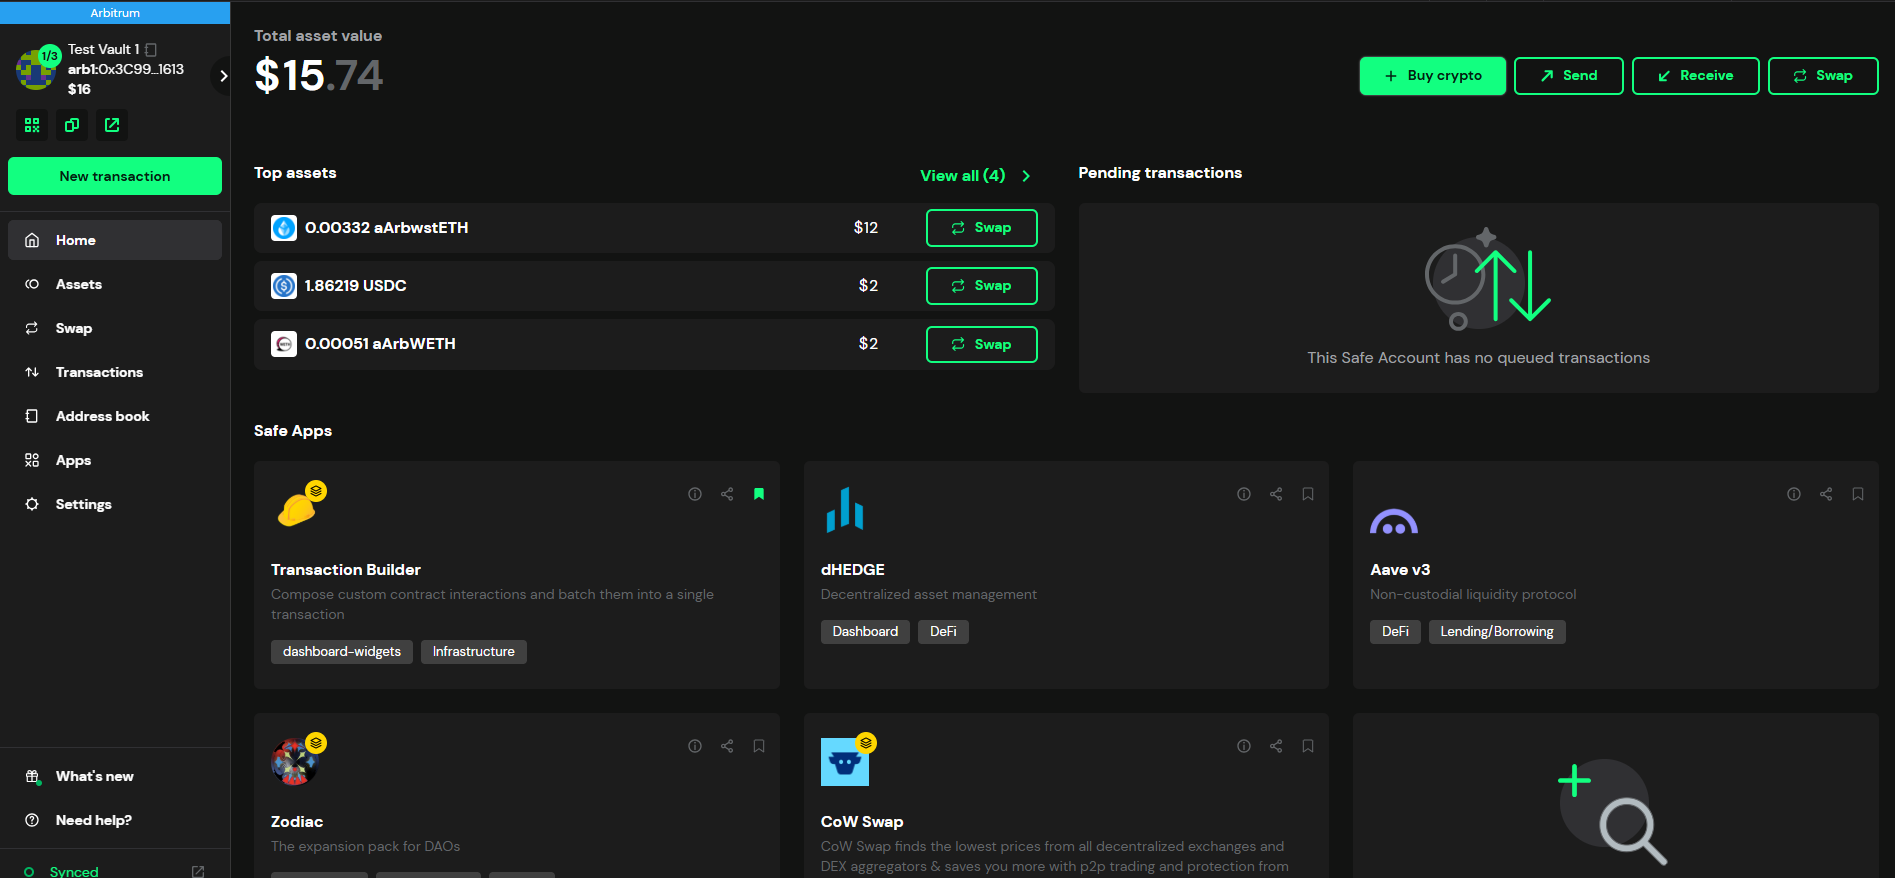 Arbitrum
1/3
Test Vault 1
arb1:0x3C99...1613
$16
New transaction
Home
Assets
Swap
Transactions
Address book
Apps
Settings
What's new
Need help?
Synced
Total asset value
$15.74
Buy crypto
Send
Receive
Swap
Top assets
View all (4)
0.00332 aArbwstETH
$12
Swap
1.86219 USDC
$2
Swap
0.00051 aArbWETH
$2
Swap
Pending transactions
This Safe Account has no queued transactions
Safe Apps
Transaction Builder
Compose custom contract interactions and batch them into a single
transaction
dashboard-widgets
Infrastructure
dHEDGE
Decentralized asset management
Dashboard
DeFi
Aave v3
Non-custodial liquidity protocol
DeFi
Lending/Borrowing
Zodiac
The expansion pack for DAOs
CoW Swap
CoW Swap finds the lowest prices from all decentralized exchanges and
DEX aggregators & saves you more with p2p trading and protection from